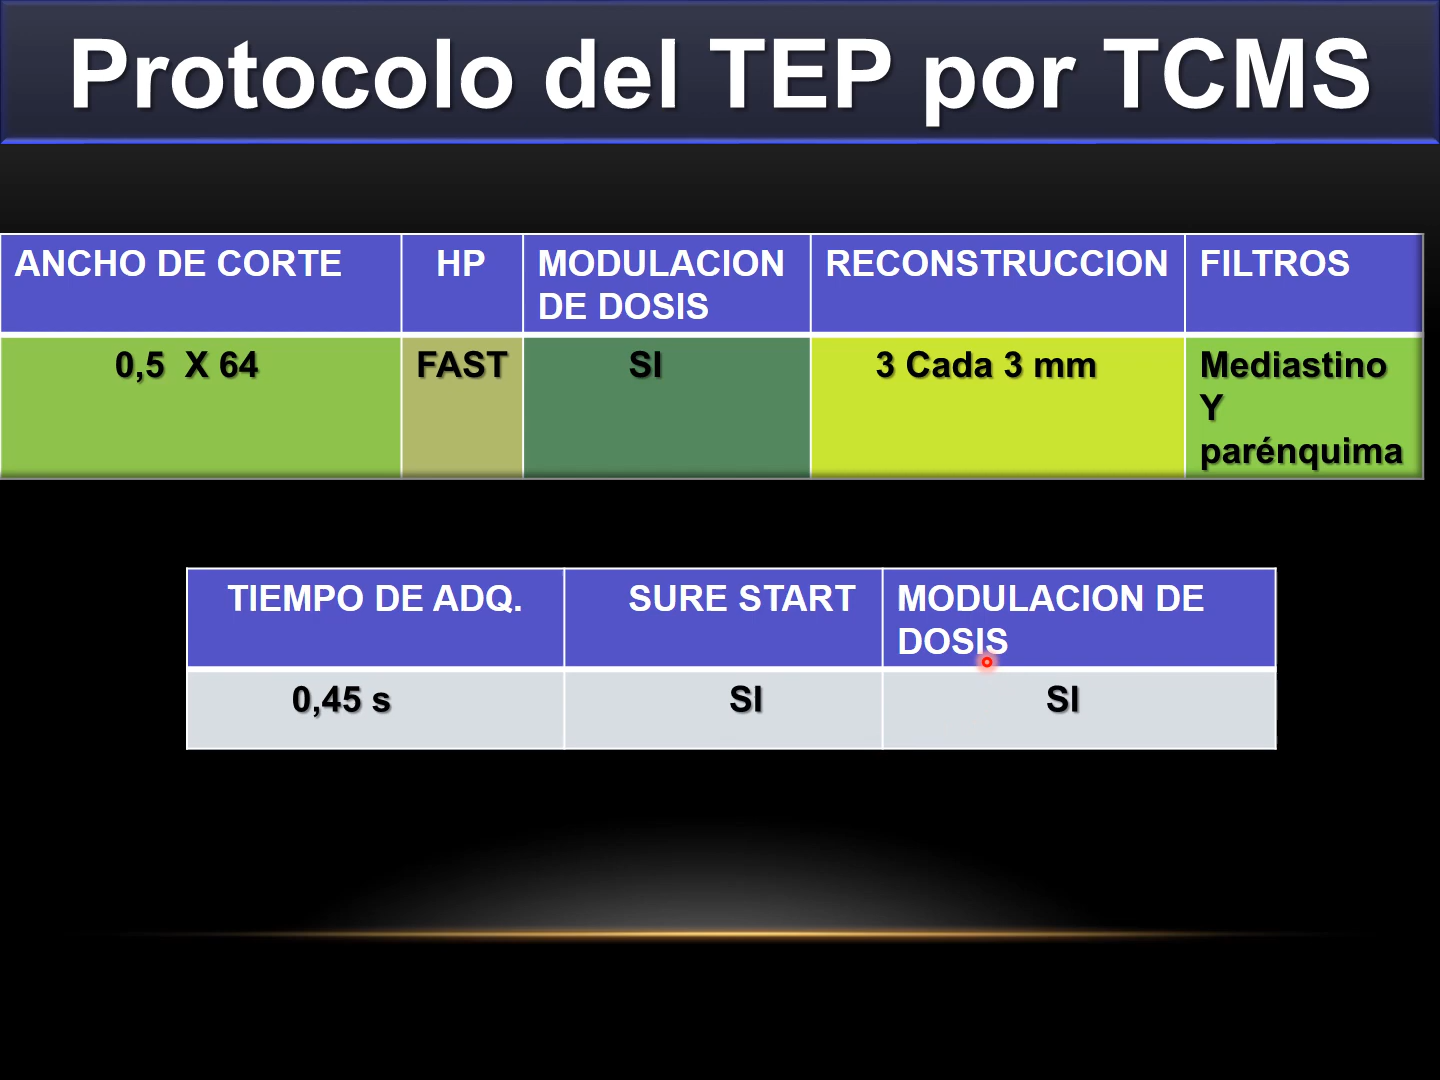 Protocolo del TEP por TCMS
ANCHO DE CORTE
HP
MODULACION
DE DOSIS
RECONSTRUCCION
FILTROS
0,5 X 64
FAST
SI
3 Cada 3 mm
Mediastino
Y
parénquima
TIEMPO DE ADQ.
SURE START
MODULACION DE
DOSIS
0,45 s
SI
SI